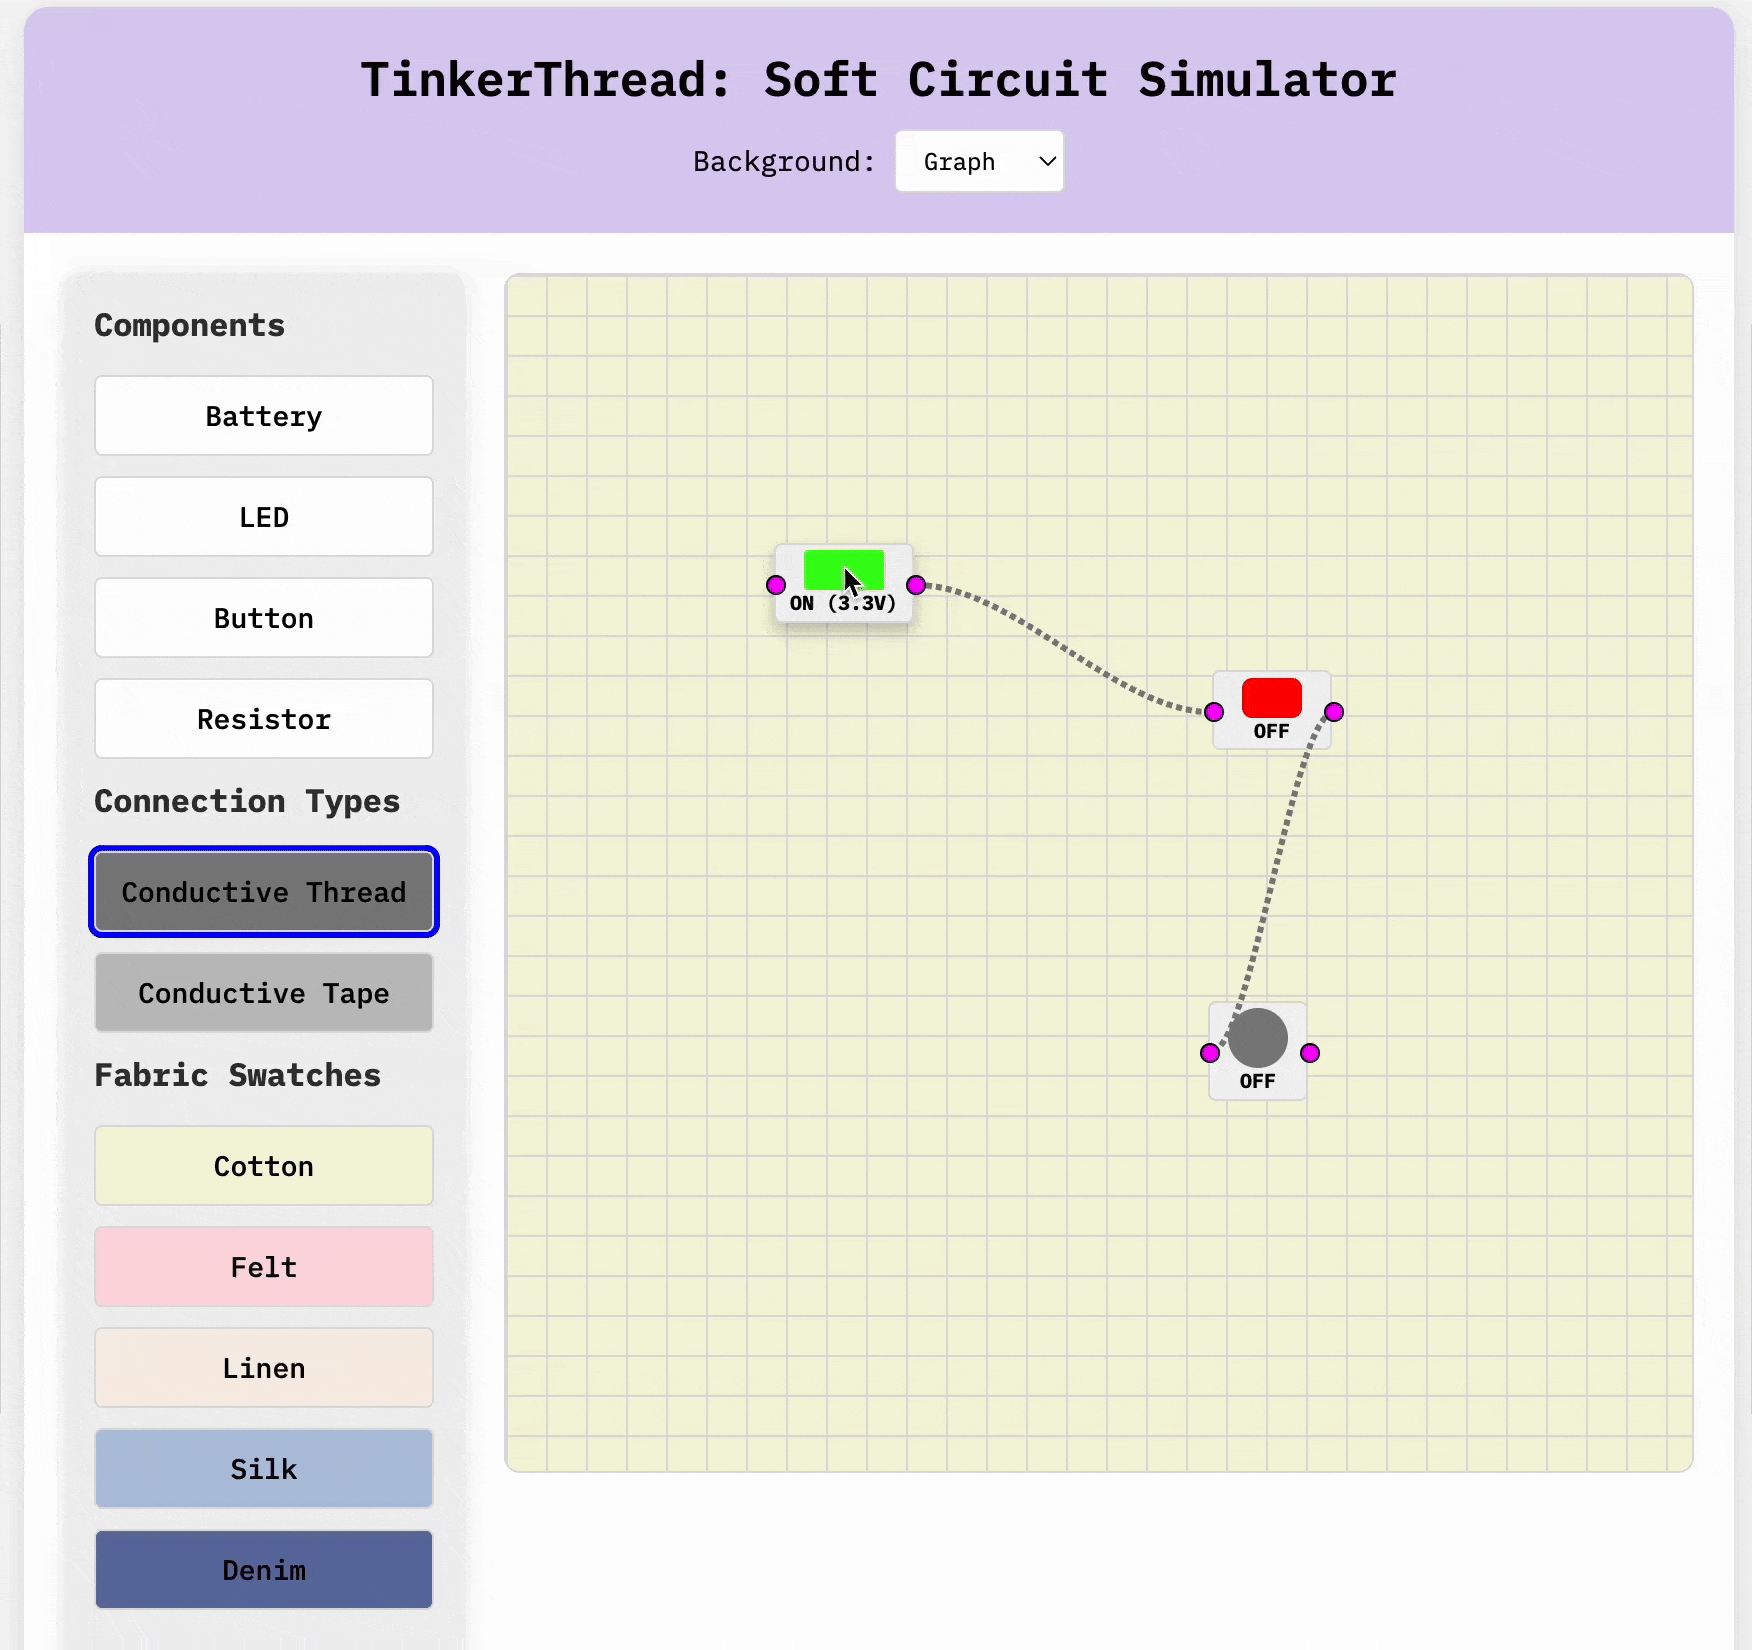 TinkerThread: Soft Circuit Simulator
Background: Graph
Components
Battery
LED
Button
Resistor
Connection Types
Conductive Thread
Conductive Tape
Fabric Swatches
Cotton
Felt
Linen
Silk
Denim
ON (3.3V)
OFF
OFF